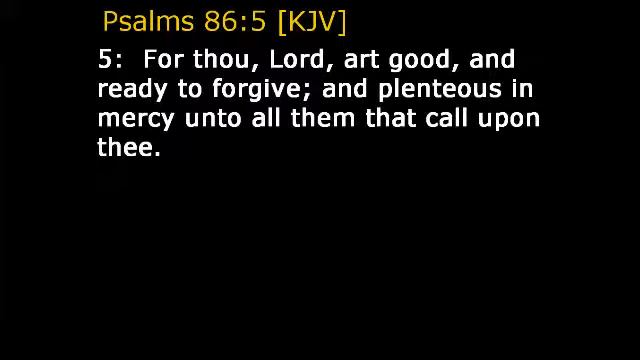 Psalms 86:5 [KJV]
5:  For thou, Lord, art good, and
ready to forgive; and plenteous in
mercy unto all them that call upon
thee.